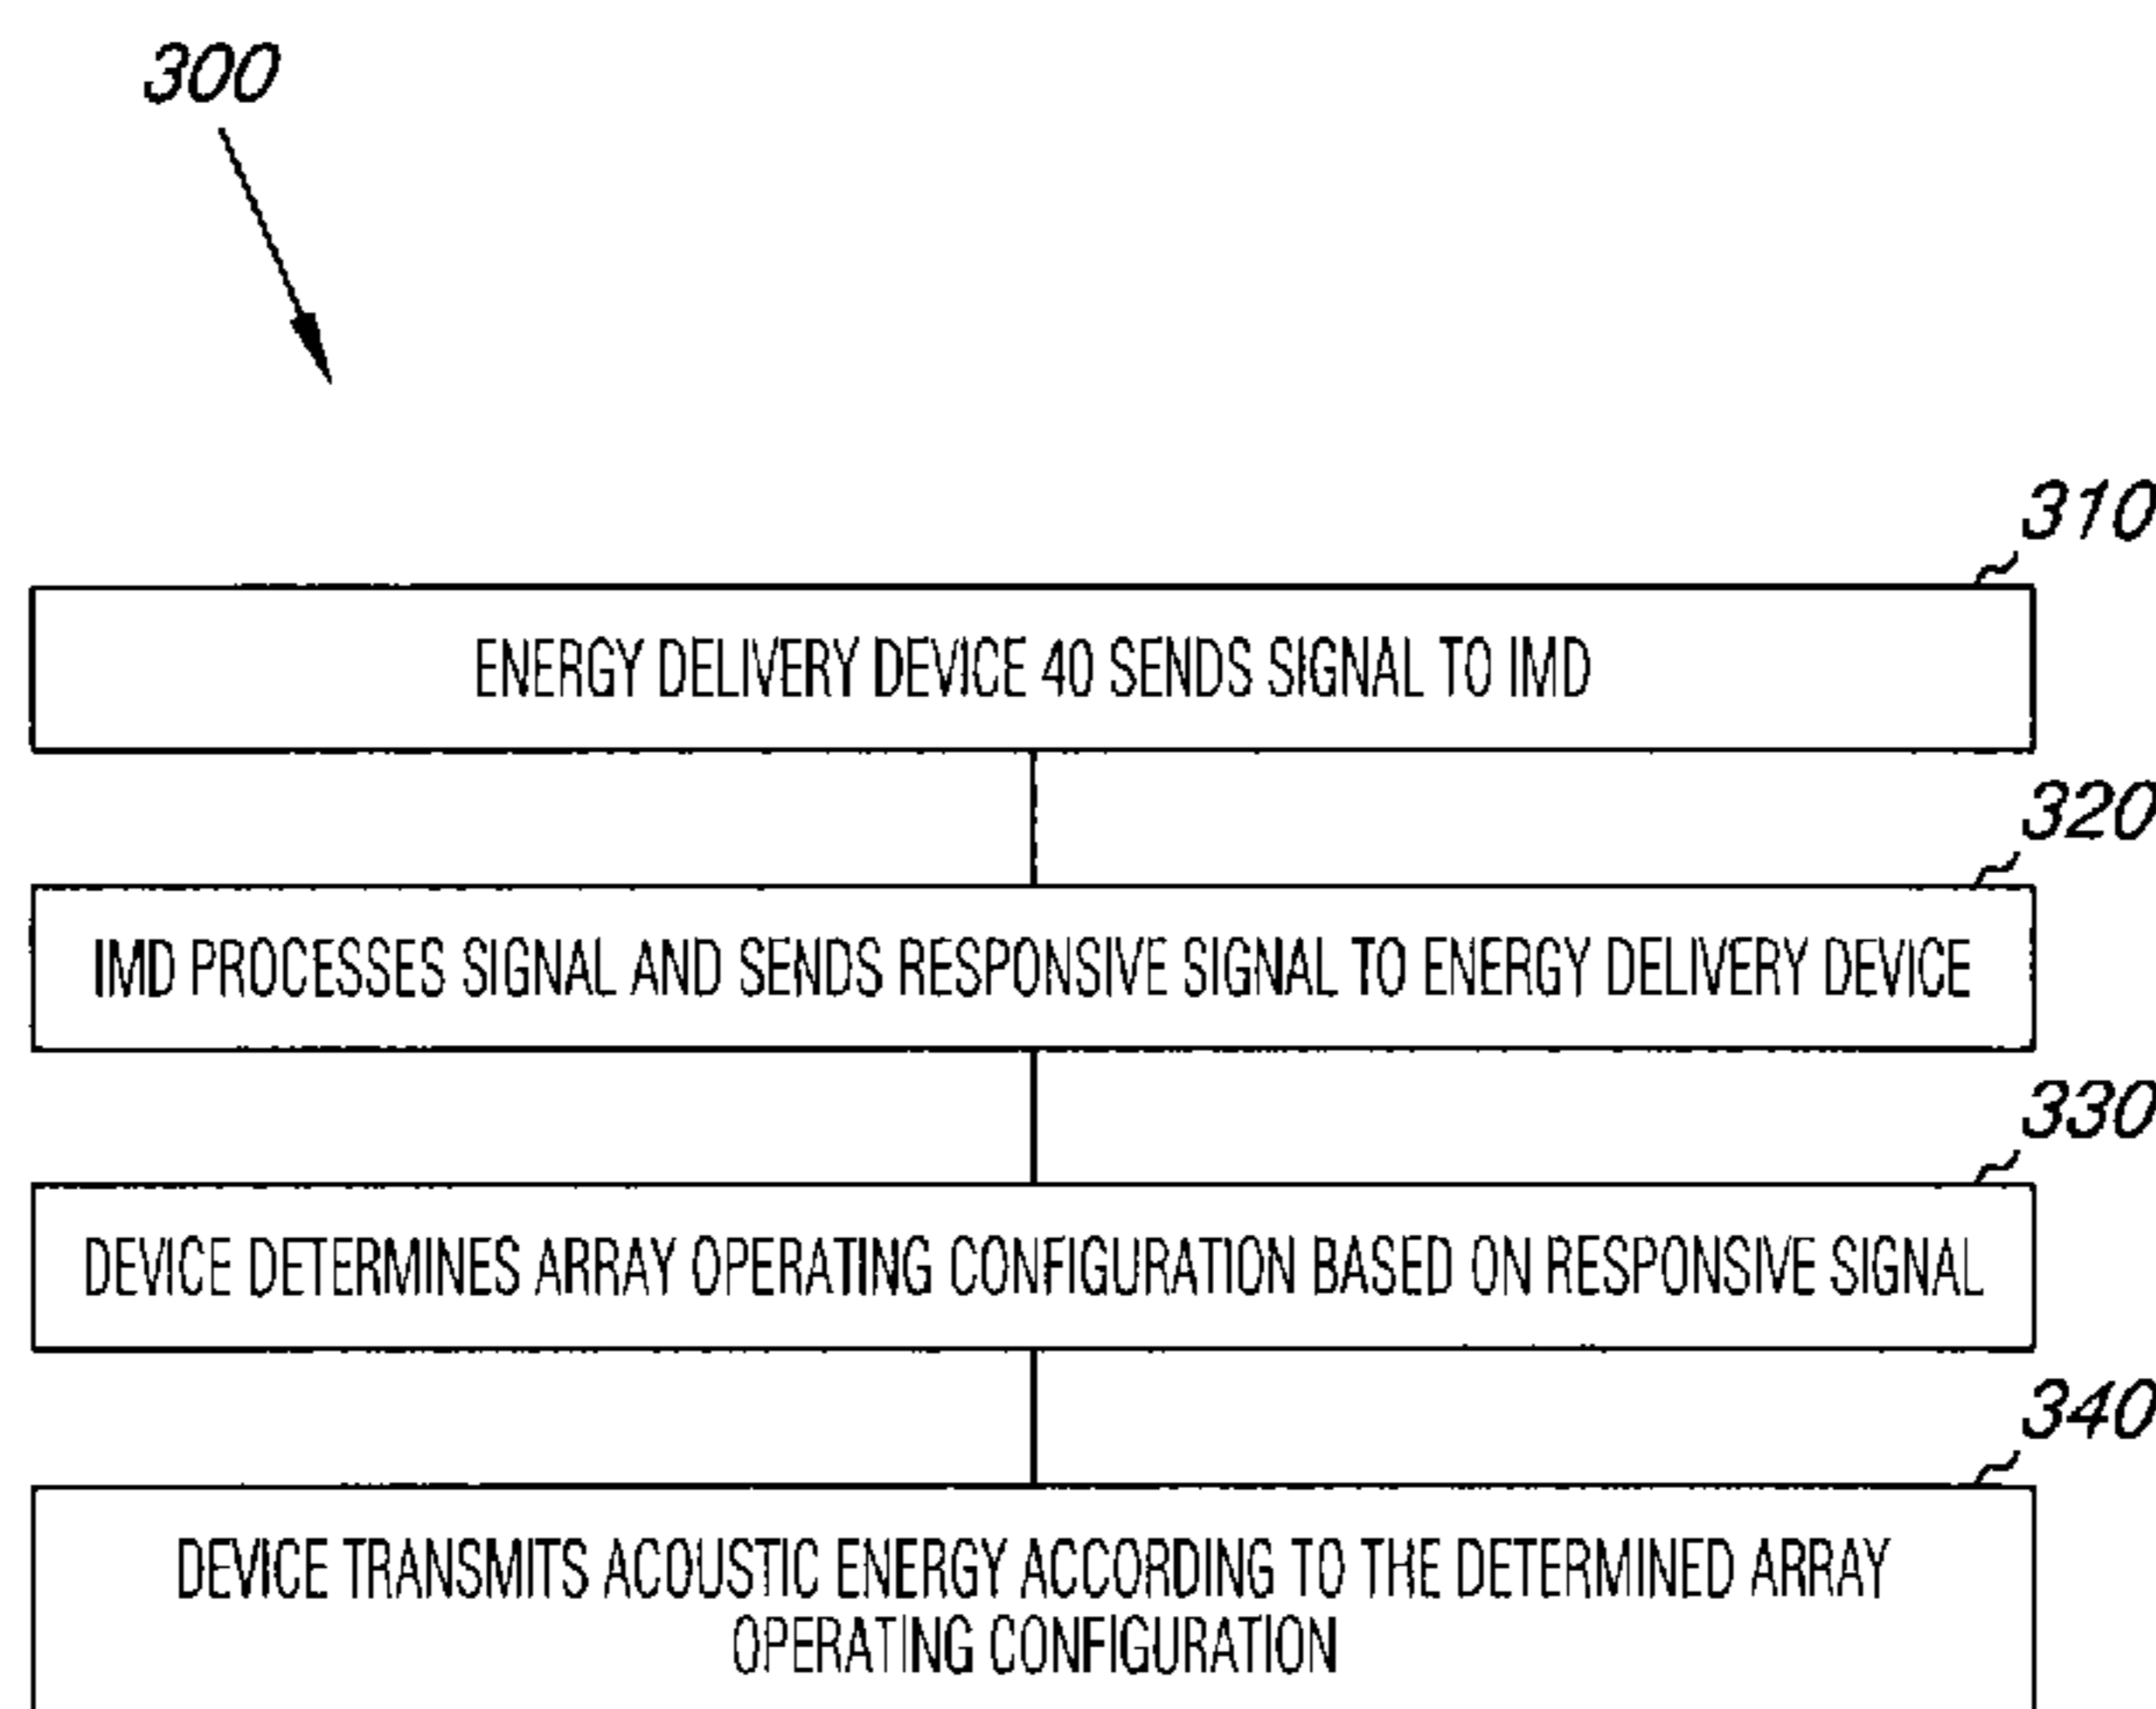 300
310
ENERGY DELIVERY DEVICE 40 SENDS SIGNAL TO IMD
320
IMD PROCESSES SIGNAL AND SENDS RESPONSIVE SIGNAL TO ENERGY DELIVERY DEVICE
330
DEVICE DETERMINES ARRAY OPERATING CONFIGURATION BASED ON RESPONSIVE SIGNAL
340
DEVICE TRANSMITS ACOUSTIC ENERGY ACCORDING TO THE DETERMINED ARRAY
OPERATING CONFIGURATION